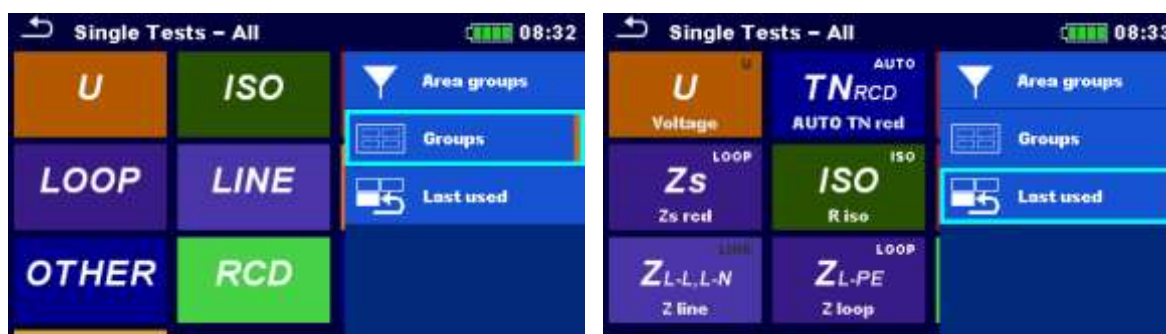 Single Tests – All 08:32
U ISO
Area groups
Groups
LOOP LINE
Last used
OTHER RCD
Single Tests – All 08:33
U
U
Voltage
AUTO
TNRCD
AUTO TN rcd
Area groups
Groups
LOOP
Zs
Zs rcd
ISO
ISO
R iso
Last used
LINE
ZL-L,L-N
Z line
LOOP
ZL-PE
Z loop